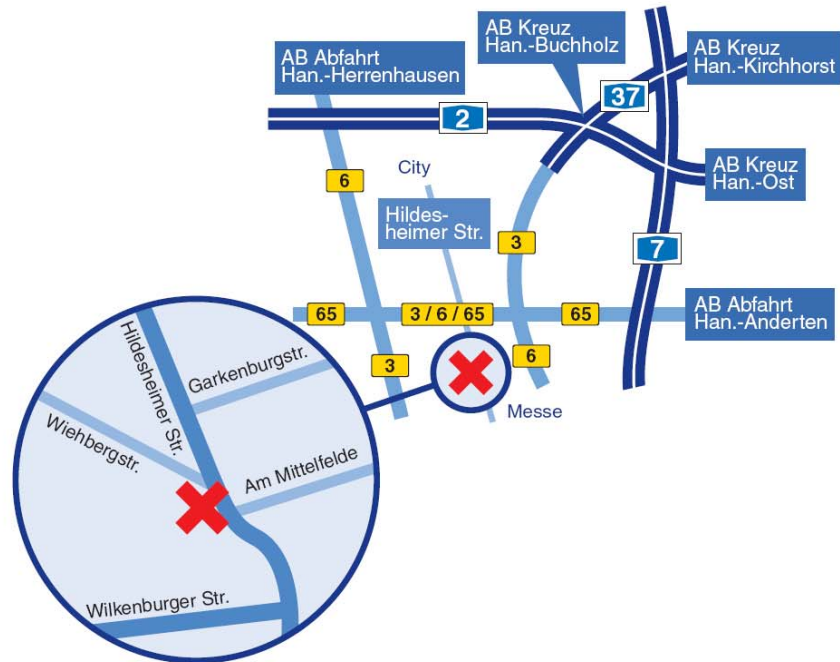 AB Kreuz
Han.-Buchholz
AB Abfahrt
Han.-Herrenhausen
AB Kreuz
Han.-Kirchhorst
37
2
AB Kreuz
Han.-Ost
City
6
Hildes-
heimer Str.
3
7
65
3 / 6 / 65
65
AB Abfahrt
Han.-Anderten
3
6
Messe
Hildesheimer Str.
Garkenburgstr.
Wiehbergstr.
Am Mittelfelde
Wilkenburger Str.